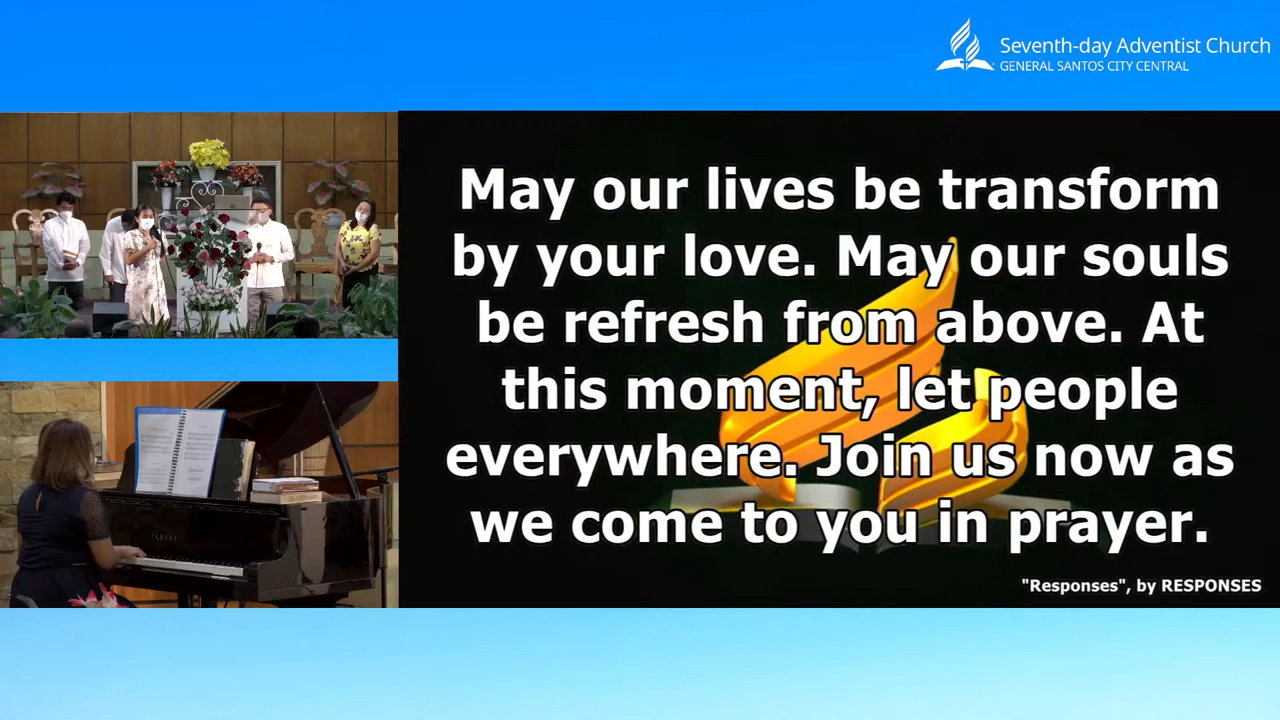 Seventh-day Adventist Church
GENERAL SANTOS CITY CENTRAL
May our lives be transform
by your love. May our souls
be refresh from above. At
this moment, let people
everywhere. Join us now as
we come to you in prayer.
"Responses", by RESPONSES